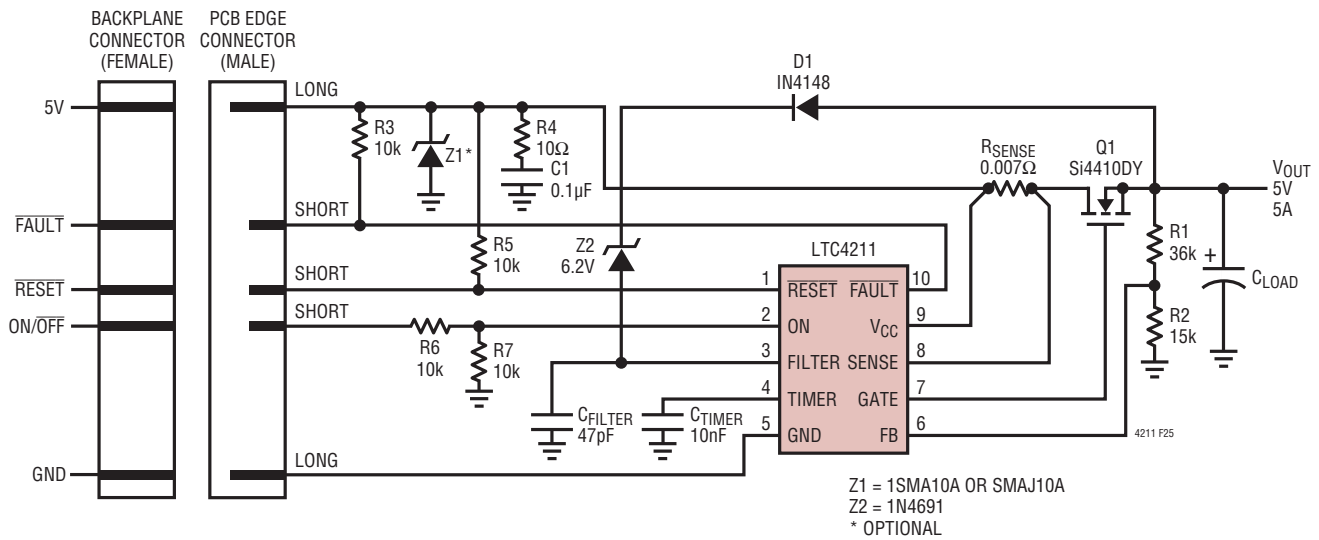 BACKPLANE
CONNECTOR
(FEMALE)
PCB EDGE
CONNECTOR
(MALE)
5V
FAULT
RESET
ON/OFF
GND
LONG
SHORT
SHORT
SHORT
LONG
R3
10k
Z1*
R4
10Ω
C1
0.1µF
R5
10k
R6
10k
R7
10k
D1
IN4148
Z2
6.2V
CFILTER
47pF
CTIMER
10nF
RSENSE
0.007Ω
Q1
Si4410DY
VOUT
5V
5A
R1
36k
R2
15k
+
CLOAD
LTC4211
1 RESET FAULT 10
2 ON VCC 9
3 FILTER SENSE 8
4 TIMER GATE 7
5 GND FB 6
4211 F25
Z1 = 1SMA10A OR SMAJ10A
Z2 = 1N4691
* OPTIONAL